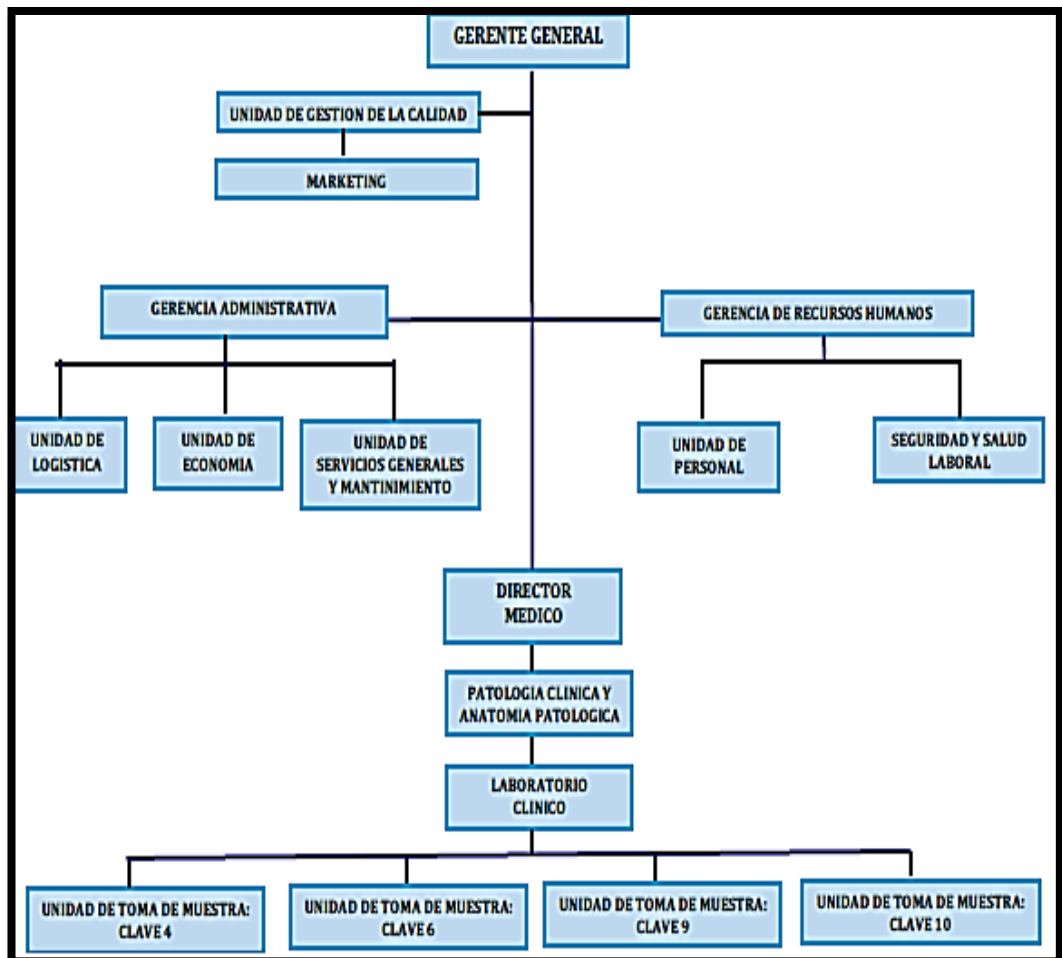 GERENTE GENERAL
UNIDAD DE GESTION DE LA CALIDAD
MARKETING
GERENCIA ADMINISTRATIVA
GERENCIA DE RECURSOS HUMANOS
UNIDAD DE
LOGISTICA
UNIDAD DE
ECONOMIA
UNIDAD DE
SERVICIOS GENERALES
Y MANTINIMIENTO
UNIDAD DE
PERSONAL
SEGURIDAD Y SALUD
LABORAL
DIRECTOR
MEDICO
PATOLOGIA CLINICA Y
ANATOMIA PATOLOGICA
LABORATORIO
CLINICO
UNIDAD DE TOMA DE MUESTRA:
CLAVE 4
UNIDAD DE TOMA DE MUESTRA:
CLAVE 6
UNIDAD DE TOMA DE MUESTRA:
CLAVE 9
UNIDAD DE TOMA DE MUESTRA:
CLAVE 10